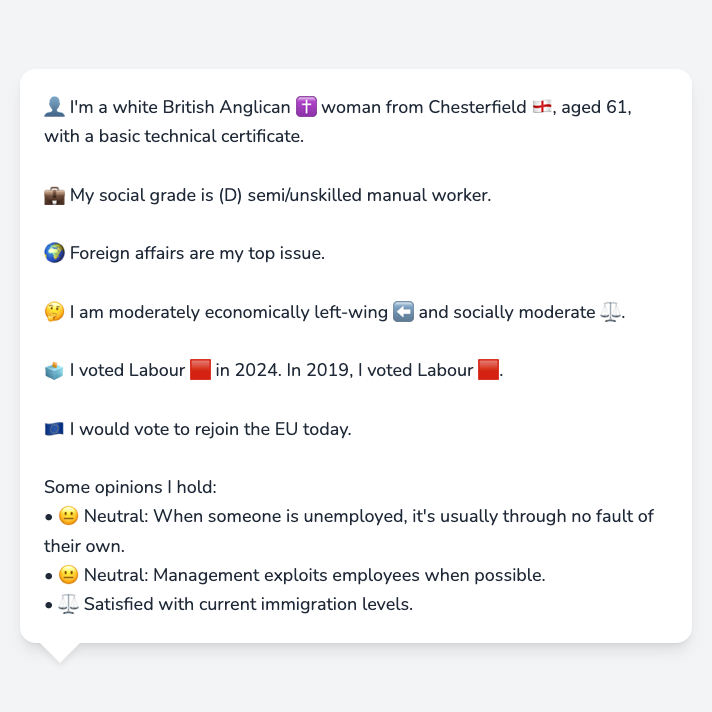 👤 I'm a white British Anglican ✝️ woman from Chesterfield 🏴󠁧󠁢󠁥󠁮󠁧󠁿, aged 61,
with a basic technical certificate.
💼 My social grade is (D) semi/unskilled manual worker.
🌍 Foreign affairs are my top issue.
🤔 I am moderately economically left-wing ⬅️ and socially moderate ⚖️.
🗳️ I voted Labour 🟥 in 2024. In 2019, I voted Labour 🟥.
🇪🇺 I would vote to rejoin the EU today.
Some opinions I hold:
• 😐 Neutral: When someone is unemployed, it's usually through no fault of
their own.
• 😐 Neutral: Management exploits employees when possible.
• ⚖️ Satisfied with current immigration levels.